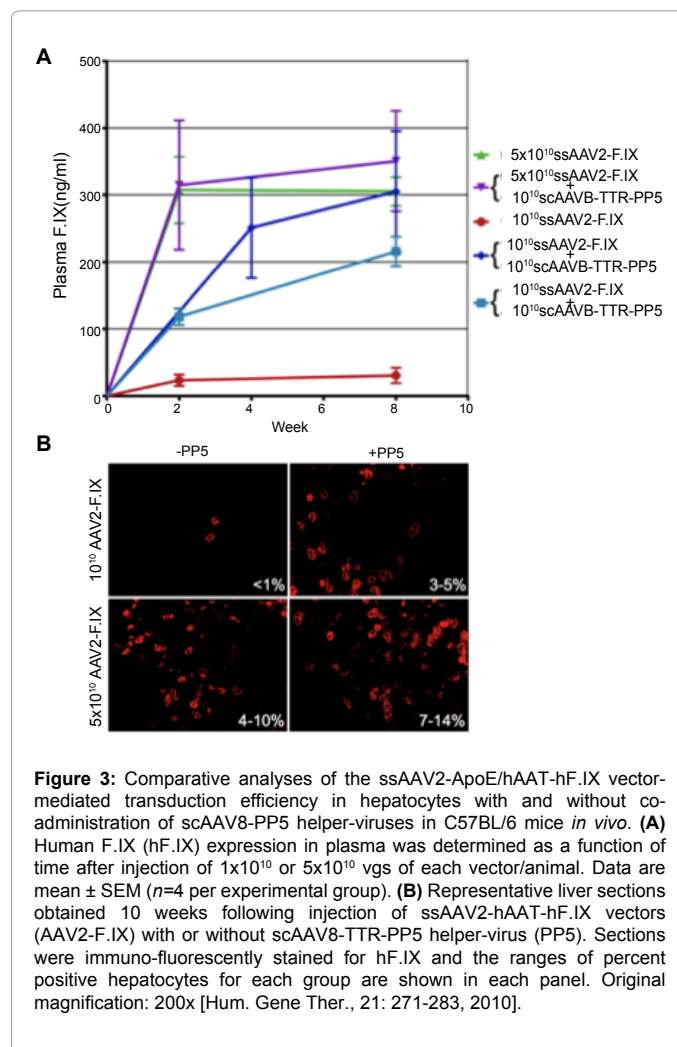 A
500
400
300
200
100
0
Plasma F.IX(ng/ml)
0
2
4
6
8
10
Week
5x10¹⁰ssAAV2-F.IX
5x10¹⁰ssAAV2-F.IX
+
10¹⁰scAAVB-TTR-PP5
10¹⁰ssAAV2-F.IX
10¹⁰ssAAV2-F.IX
+
10¹⁰scAAVB-TTR-PP5
10¹⁰ssAAV2-F.IX
+
10¹⁰scAAVB-TTR-PP5
B
-PP5
+PP5
10¹⁰ AAV2-F.IX
<1%
3-5%
5x10¹⁰ AAV2-F.IX
4-10%
7-14%
Figure 3: Comparative analyses of the ssAAV2-ApoE/hAAT-hF.IX vector-
mediated transduction efficiency in hepatocytes with and without co-
administration of scAAV8-PP5 helper-viruses in C57BL/6 mice in vivo. (A)
Human F.IX (hF.IX) expression in plasma was determined as a function of
time after injection of 1x10¹⁰ or 5x10¹⁰ vgs of each vector/animal. Data are
mean ± SEM (n=4 per experimental group). (B) Representative liver sections
obtained 10 weeks following injection of ssAAV2-hAAT-hF.IX vectors
(AAV2-F.IX) with or without scAAV8-TTR-PP5 helper-virus (PP5). Sections
were immuno-fluorescently stained for hF.IX and the ranges of percent
positive hepatocytes for each group are shown in each panel. Original
magnification: 200x [Hum. Gene Ther., 21: 271-283, 2010].